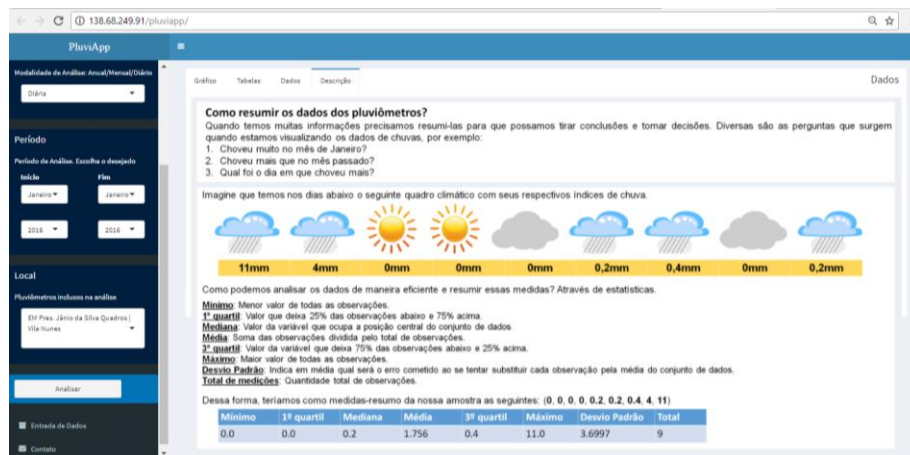 138.68.249.91/pluviapp/
PluviApp
Modalidade de Análise: Anual/Mensal/Diário
Diária
Período
Período de Análise. Escolha o desejado
Início Fim
Janeiro Janeiro
2016 2016
Local
Pluviômetros inclusos na análise
EM Pres. Jânio da Silva Quadros |
Vila Nunes
Analisar
Entrada de Dados
Contato
Gráfico Tabelas Dados Descrição Dados
Como resumir os dados dos pluviômetros?
Quando temos muitas informações precisamos resumi-las para que possamos tirar conclusões e tomar decisões. Diversas são as perguntas que surgem
quando estamos visualizando os dados de chuvas, por exemplo:
1. Choveu muito no mês de Janeiro?
2. Choveu mais que no mês passado?
3. Qual foi o dia em que choveu mais?
Imagine que temos nos dias abaixo o seguinte quadro climático com seus respectivos índices de chuva.
11mm 4mm 0mm 0mm 0mm 0,2mm 0,4mm 0mm 0,2mm
Como podemos analisar os dados de maneira eficiente e resumir essas medidas? Através de estatísticas.
Mínimo: Menor valor de todas as observações.
1º quartil: Valor que deixa 25% das observações abaixo e 75% acima.
Mediana: Valor da variável que ocupa a posição central do conjunto de dados
Média: Soma das observações dividida pelo total de observações.
3º quartil: Valor da variável que deixa 75% das observações abaixo e 25% acima.
Máximo: Maior valor de todas as observações.
Desvio Padrão: Indica em média qual será o erro cometido ao se tentar substituir cada observação pela média do conjunto de dados.
Total de medições: Quantidade total de observações.
Dessa forma, teríamos como medidas-resumo da nossa amostra as seguintes: (0, 0, 0, 0, 0.2, 0.2, 0.4, 4, 11)
Mínimo 1º quartil Mediana Média 3º quartil Máximo Desvio Padrão Total
0.0 0.0 0.2 1.756 0.4 11.0 3.6997 9